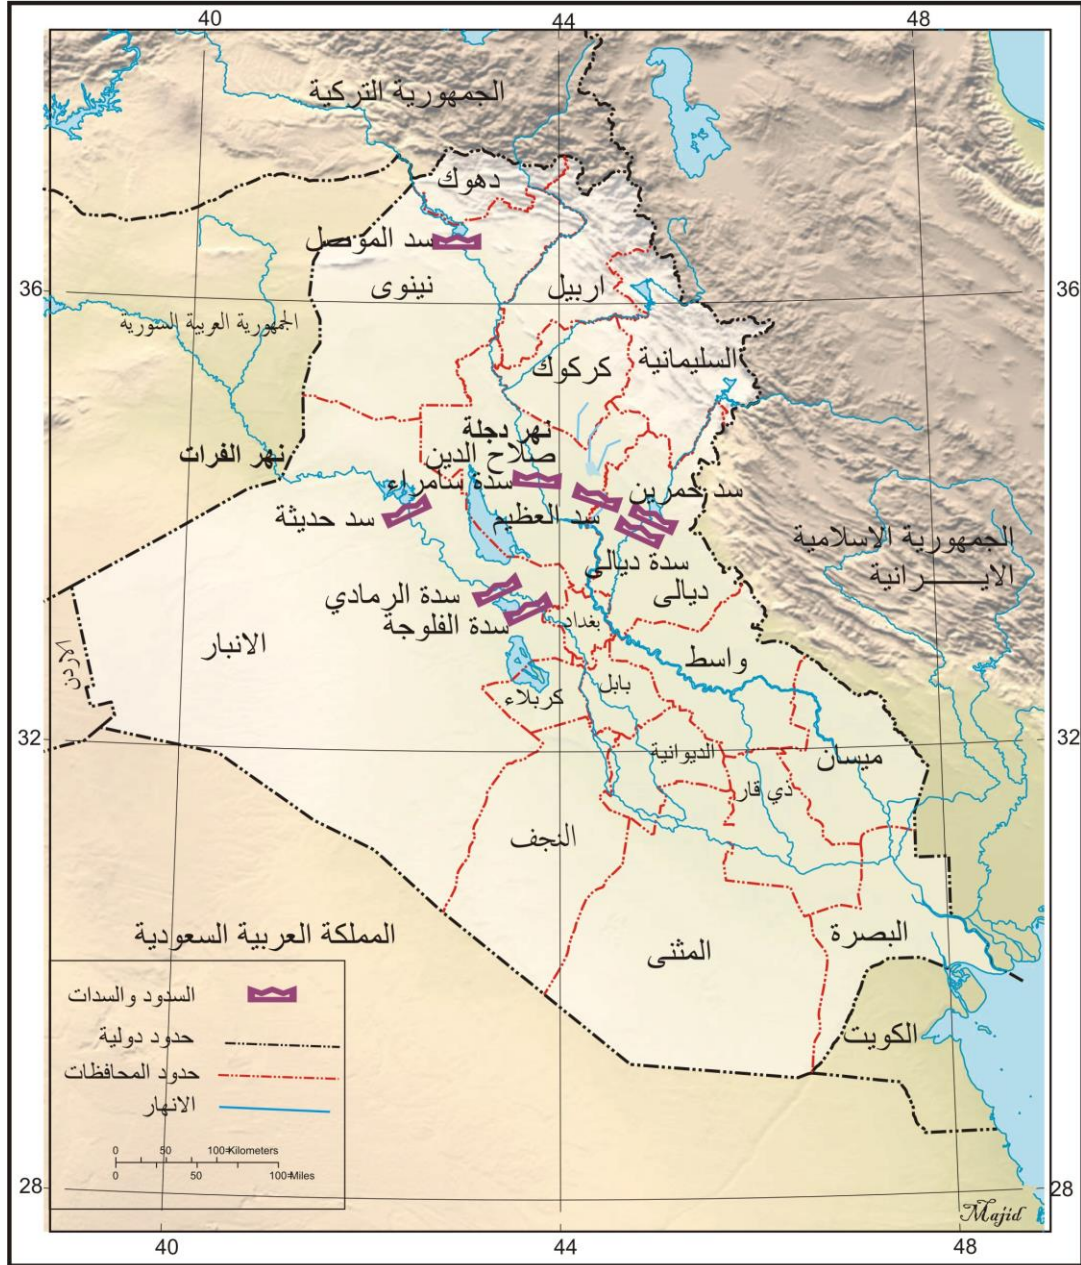 40
44
48
الجمهورية التركية
دهوك
سد الموصل
نينوى
اربيل
36
36
الجمهورية العربية السورية
السليمانية
كركوك
نهر دجلة
صلاح الدين
نهر الفرات
سدة سامراء
سد حمرين
سد حديثة
سد العظيم
الجمهورية الاسلامية
الايــــرانية
سدة ديالى
ديالى
سدة الرمادي
بغداد
سدة الفلوجة
الانبار
واسط
الاردن
بابل
كربلاء
32
32
الديوانية
ميسان
ذي قار
النجف
المملكة العربية السعودية
البصرة
المثنى
السدود والسدات
الكويت
حدود دولية
حدود المحافظات
الانهار
0 50 100 Kilometers
0 50 100 Miles
28
28
Majid
40
44
48